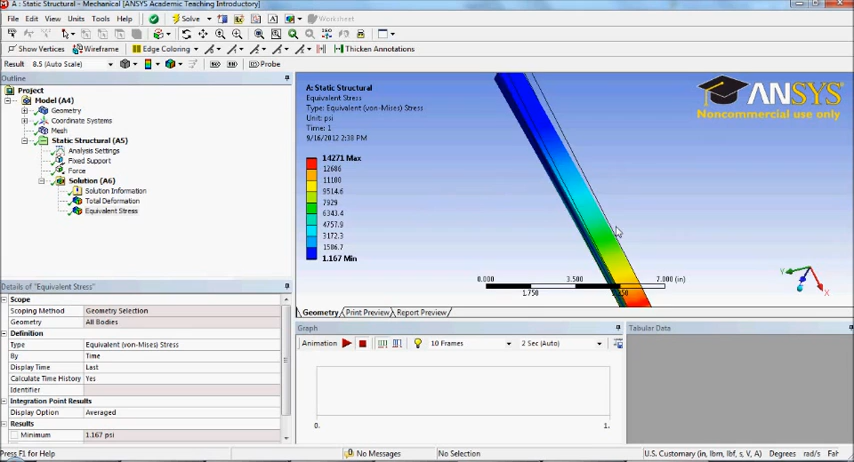 A : Static Structural - Mechanical [ANSYS Academic Teaching Introductory]
File Edit View Units Tools Help Solve Worksheet
Show Vertices Wireframe Edge Coloring Thicken Annotations
Result 8.5 (Auto Scale) Probe
Outline
Project
Model (A4)
Geometry
Coordinate Systems
Mesh
Static Structural (A5)
Analysis Settings
Fixed Support
Force
Solution (A6)
Solution Information
Total Deformation
Equivalent Stress
A: Static Structural
Equivalent Stress
Type: Equivalent (von-Mises) Stress
Unit: psi
Time: 1
9/16/2012 2:38 PM
14271 Max
12686
11100
9514.6
7929
6343.4
4757.9
3172.3
1586.7
1.167 Min
ANSYS
Noncommercial use only
0.000 3.500 7.000 (in)
1.750
Y X
Geometry Print Preview Report Preview
Details of "Equivalent Stress"
Scope
Scoping Method Geometry Selection
Geometry All Bodies
Definition
Type Equivalent (von-Mises) Stress
By Time
Display Time Last
Calculate Time History Yes
Identifier
Integration Point Results
Display Option Averaged
Results
Minimum 1.167 psi
Graph
Animation 10 Frames 2 Sec (Auto)
0. 1.
Tabular Data
Press F1 for Help No Messages No Selection U.S. Customary (in, lbm, lbf, s, V, A) Degrees rad/s Fah